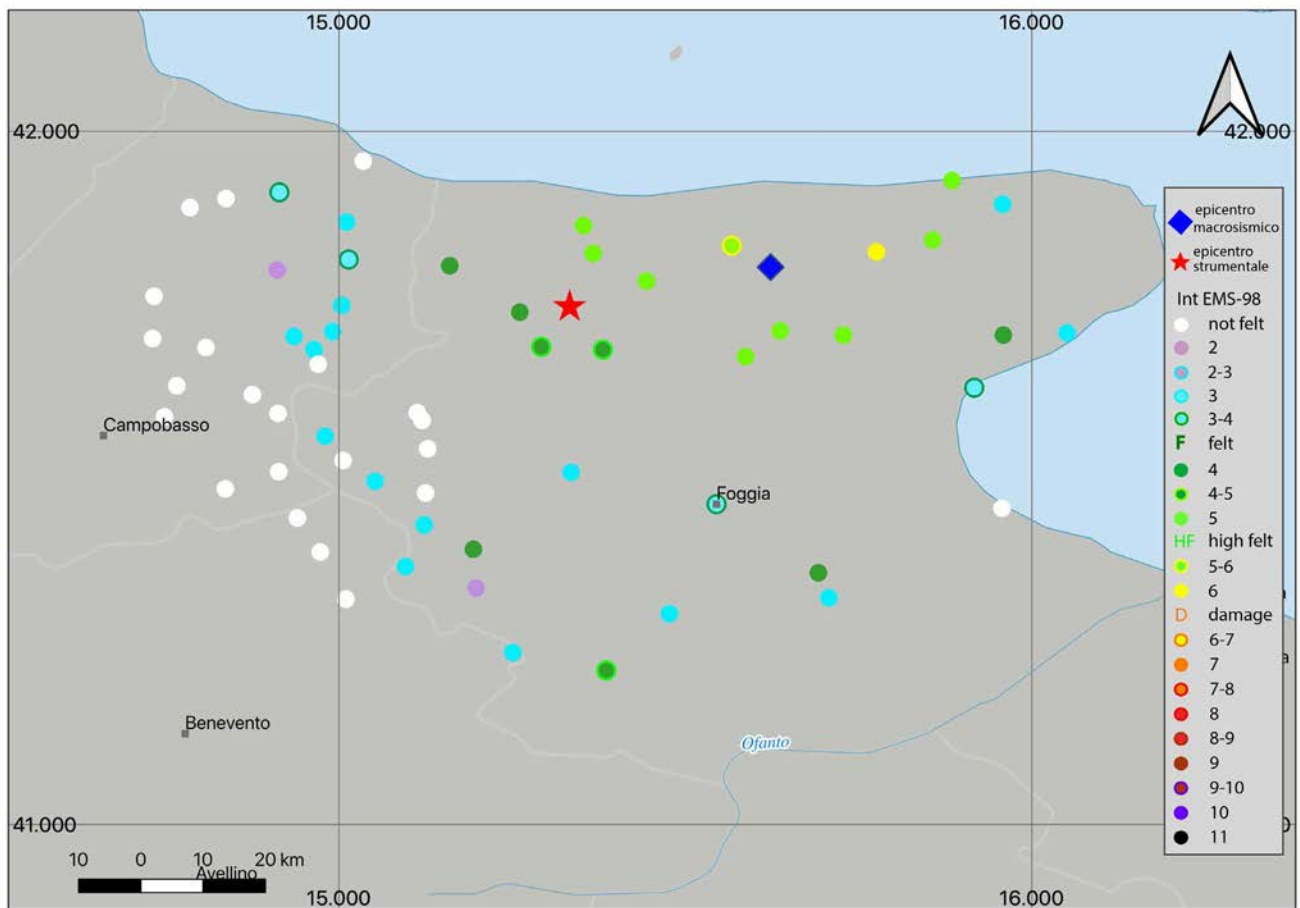 15.000
16.000
42.000
42.000
epicentro
macrosismico
epicentro
strumentale
Int EMS-98
not felt
2
2-3
3
3-4
F felt
4
4-5
5
HF high felt
5-6
6
D damage
6-7
7
7-8
8
8-9
9
9-10
10
11
Campobasso
Foggia
Benevento
Ofanto
a
a
41.000
0
10 0 10 20 km
Avellino
15.000
16.000